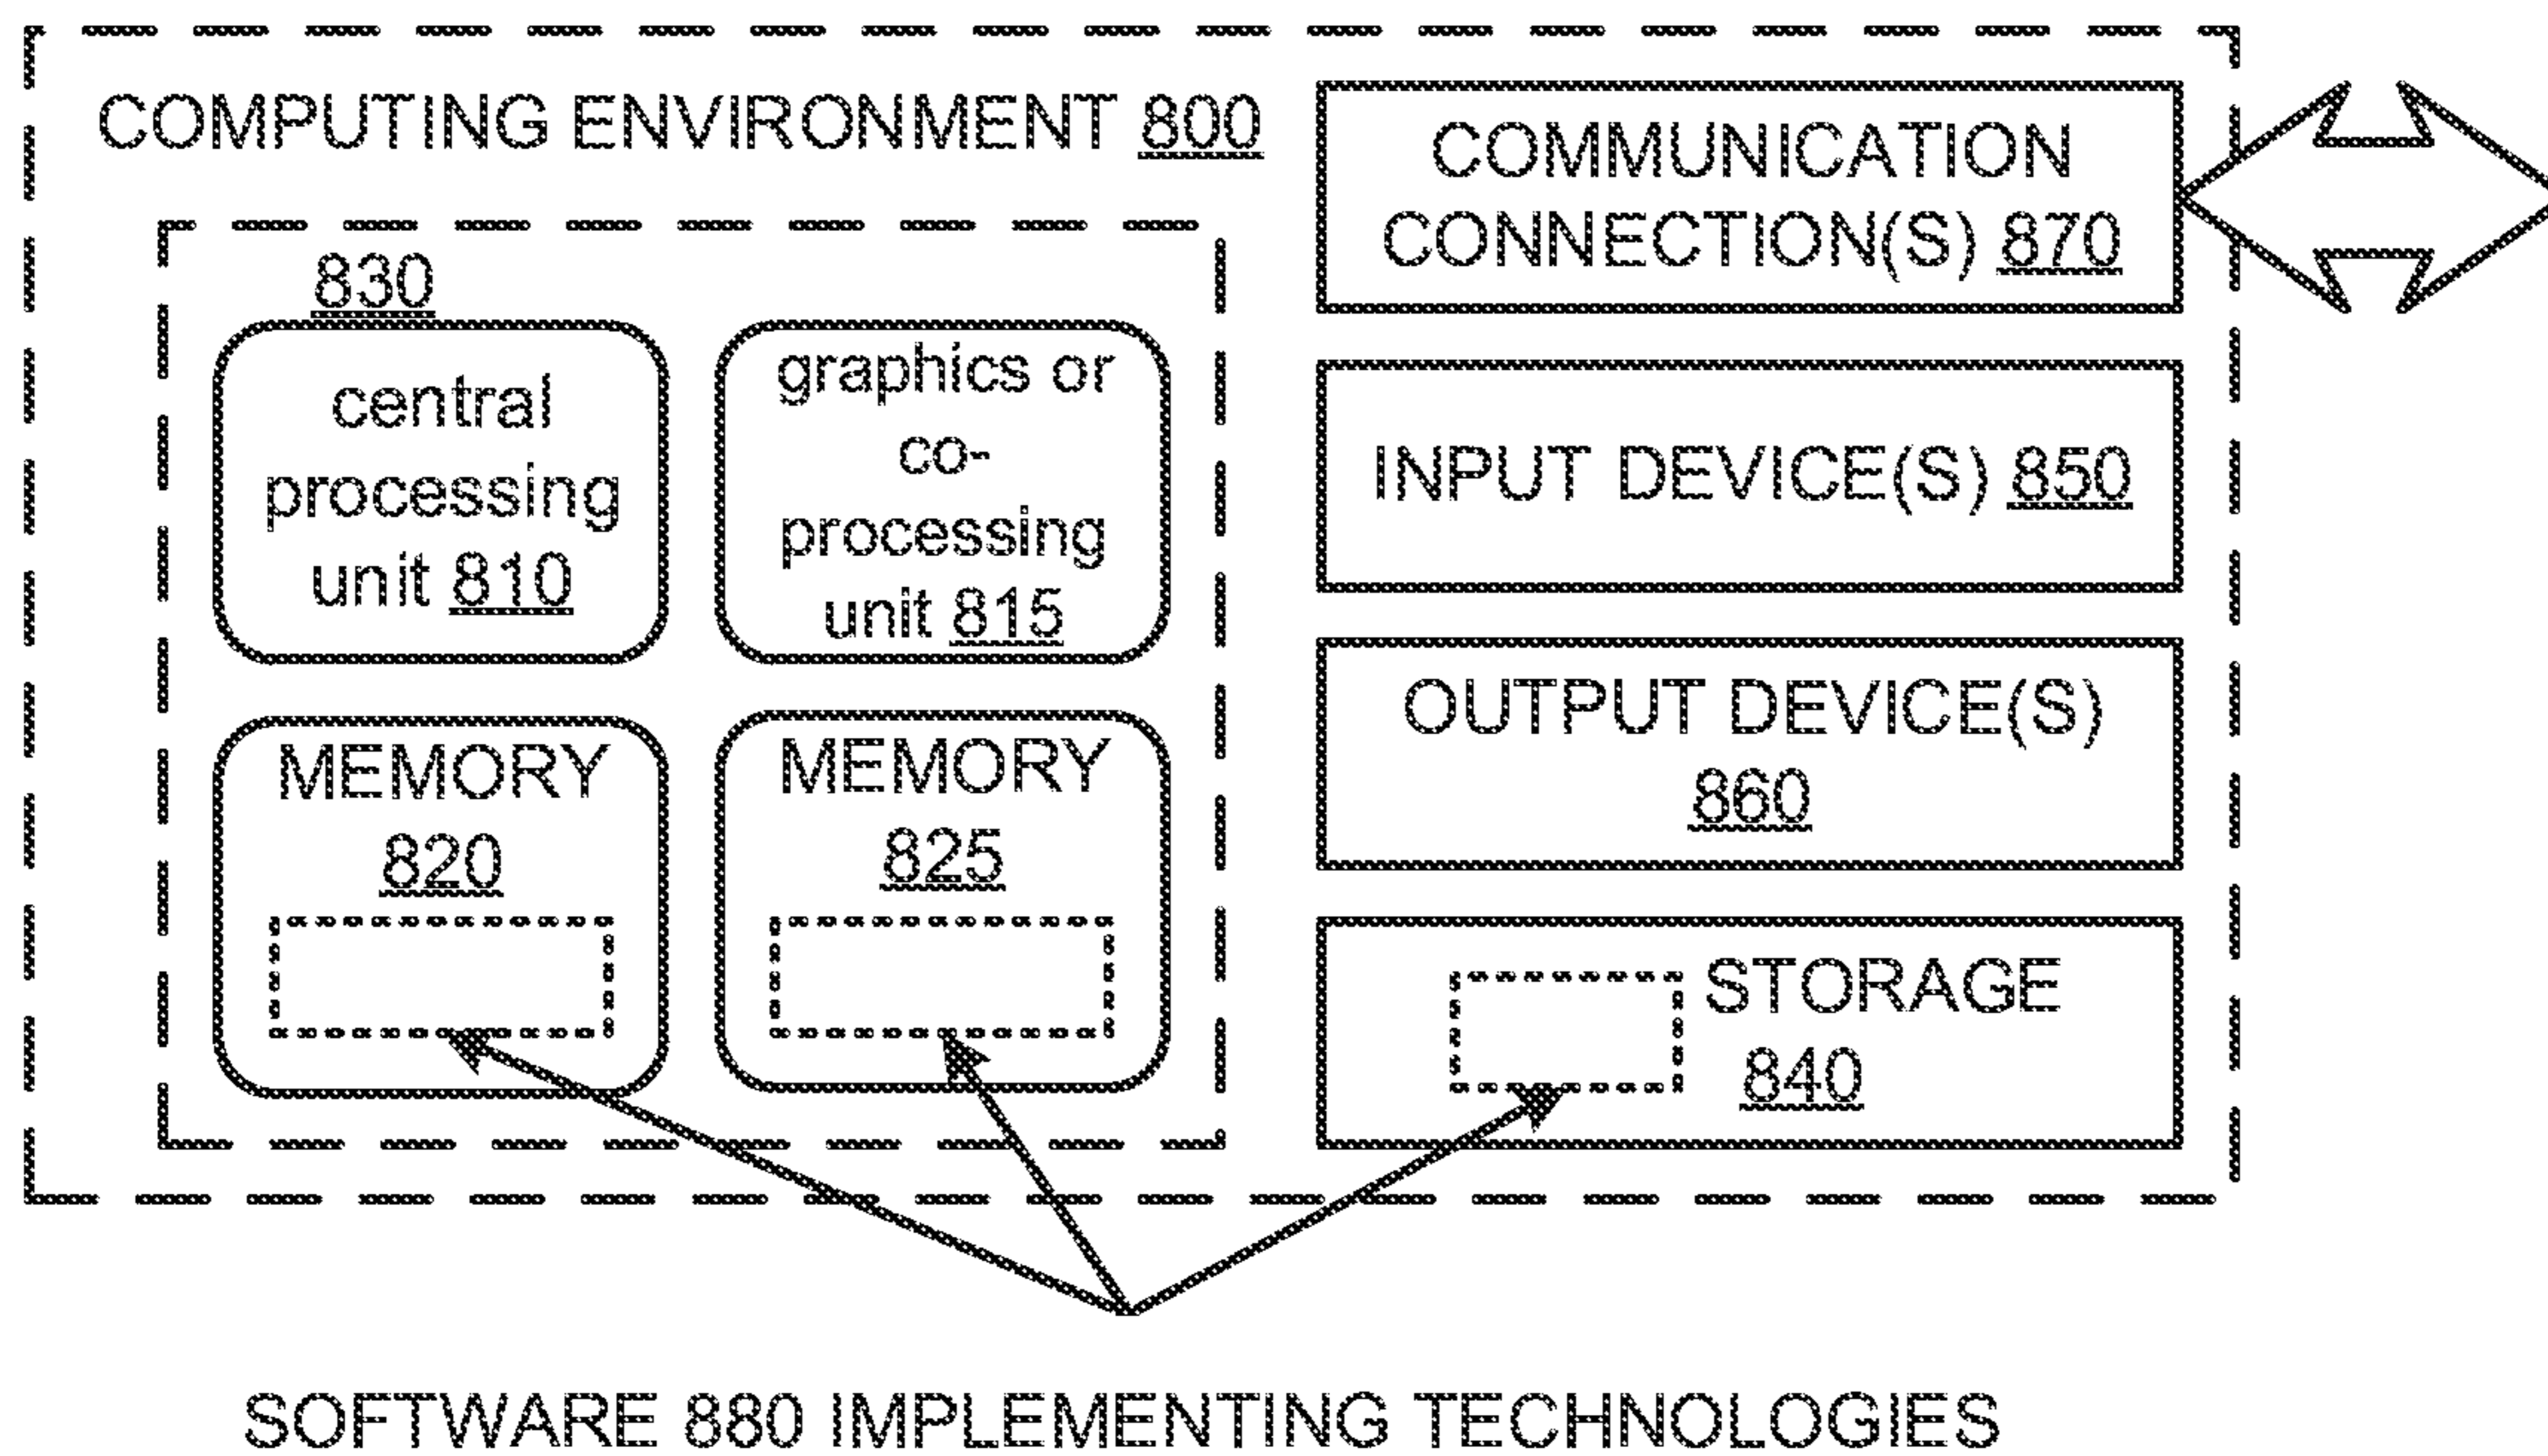 COMPUTING ENVIRONMENT 800
830
central
processing
unit 810
graphics or
co-
processing
unit 815
MEMORY
820
MEMORY
825
COMMUNICATION
CONNECTION(S) 870
INPUT DEVICE(S) 850
OUTPUT DEVICE(S)
860
STORAGE
840
SOFTWARE 880 IMPLEMENTING TECHNOLOGIES